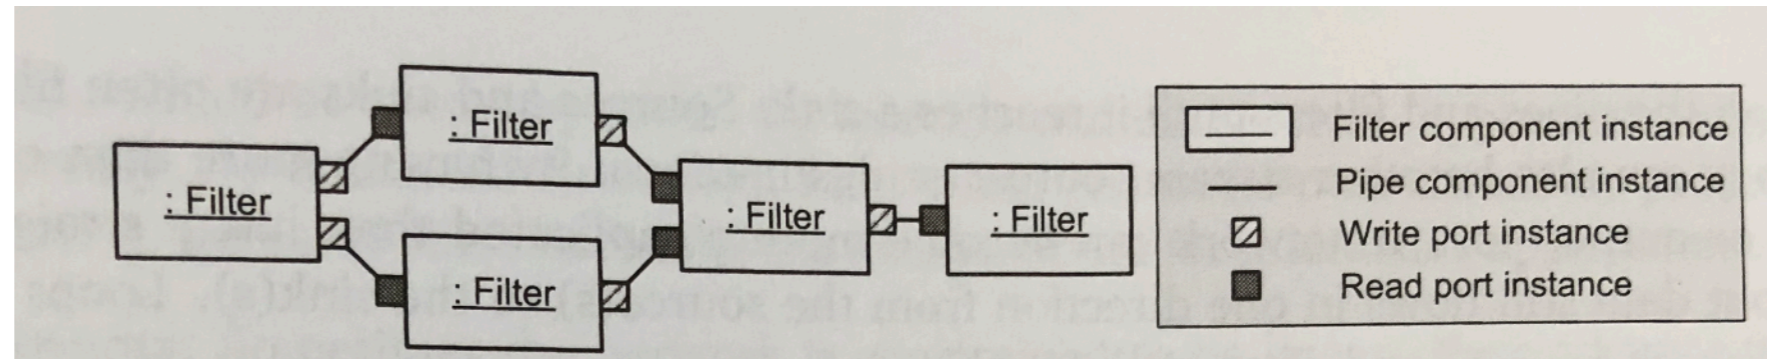 : Filter
: Filter
: Filter
: Filter
: Filter
Filter component instance
Pipe component instance
Write port instance
Read port instance